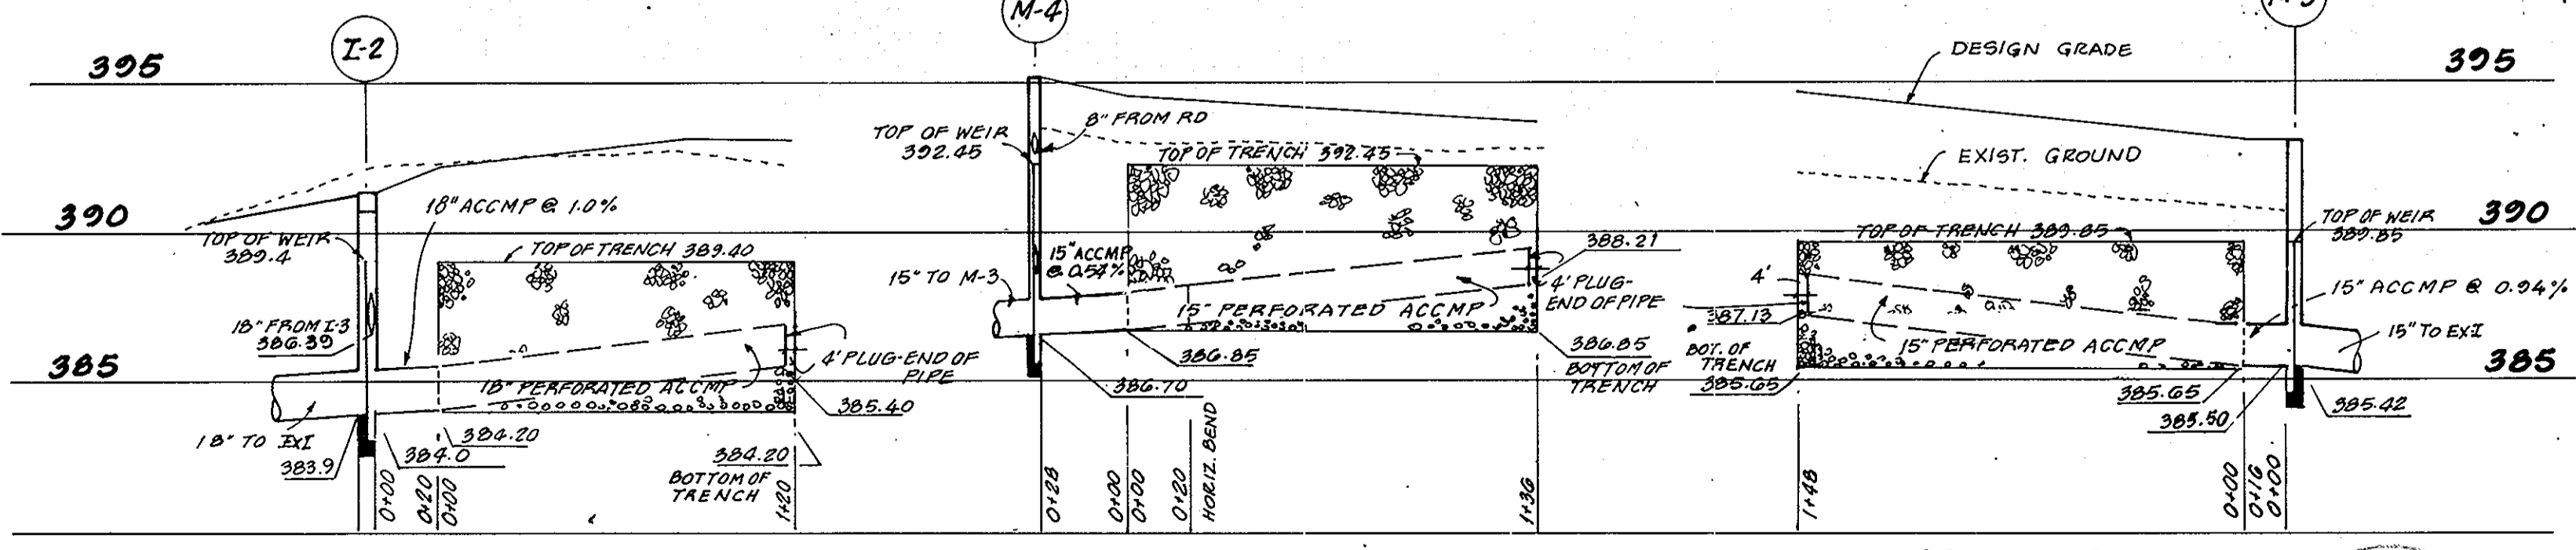 I-2
M-4
395
DESIGN GRADE
395
8" FROM RD
TOP OF WEIR
392.45
TOP OF TRENCH 392.45
EXIST. GROUND
18" ACCMP @ 1.0%
390
TOP OF WEIR
389.4
TOP OF TRENCH 389.40
15" ACCMP
@ 0.54%
388.21
TOP OF TRENCH 389.85
TOP OF WEIR
389.85
390
15" TO M-3
4' PLUG-
END OF PIPE
4'
15" ACCMP @ 0.94%
18" FROM I-3
386.39
15" PERFORATED ACCMP
387.13
15" TO EXI
385
4' PLUG-END OF
PIPE
386.85
386.85
BOTTOM OF
TRENCH
BOT. OF
TRENCH
385.65
15" PERFORATED ACCMP
385
18" PERFORATED ACCMP
385.40
386.70
385.65
385.50
385.42
18" TO EXI
383.9
384.0
384.20
384.20
BOTTOM OF
TRENCH
0+00
0+20
0+00
1+20
0+28
0+00
0+00
0+20
HORIZ. BEND
1+36
1+48
0+00
0+16
0+00